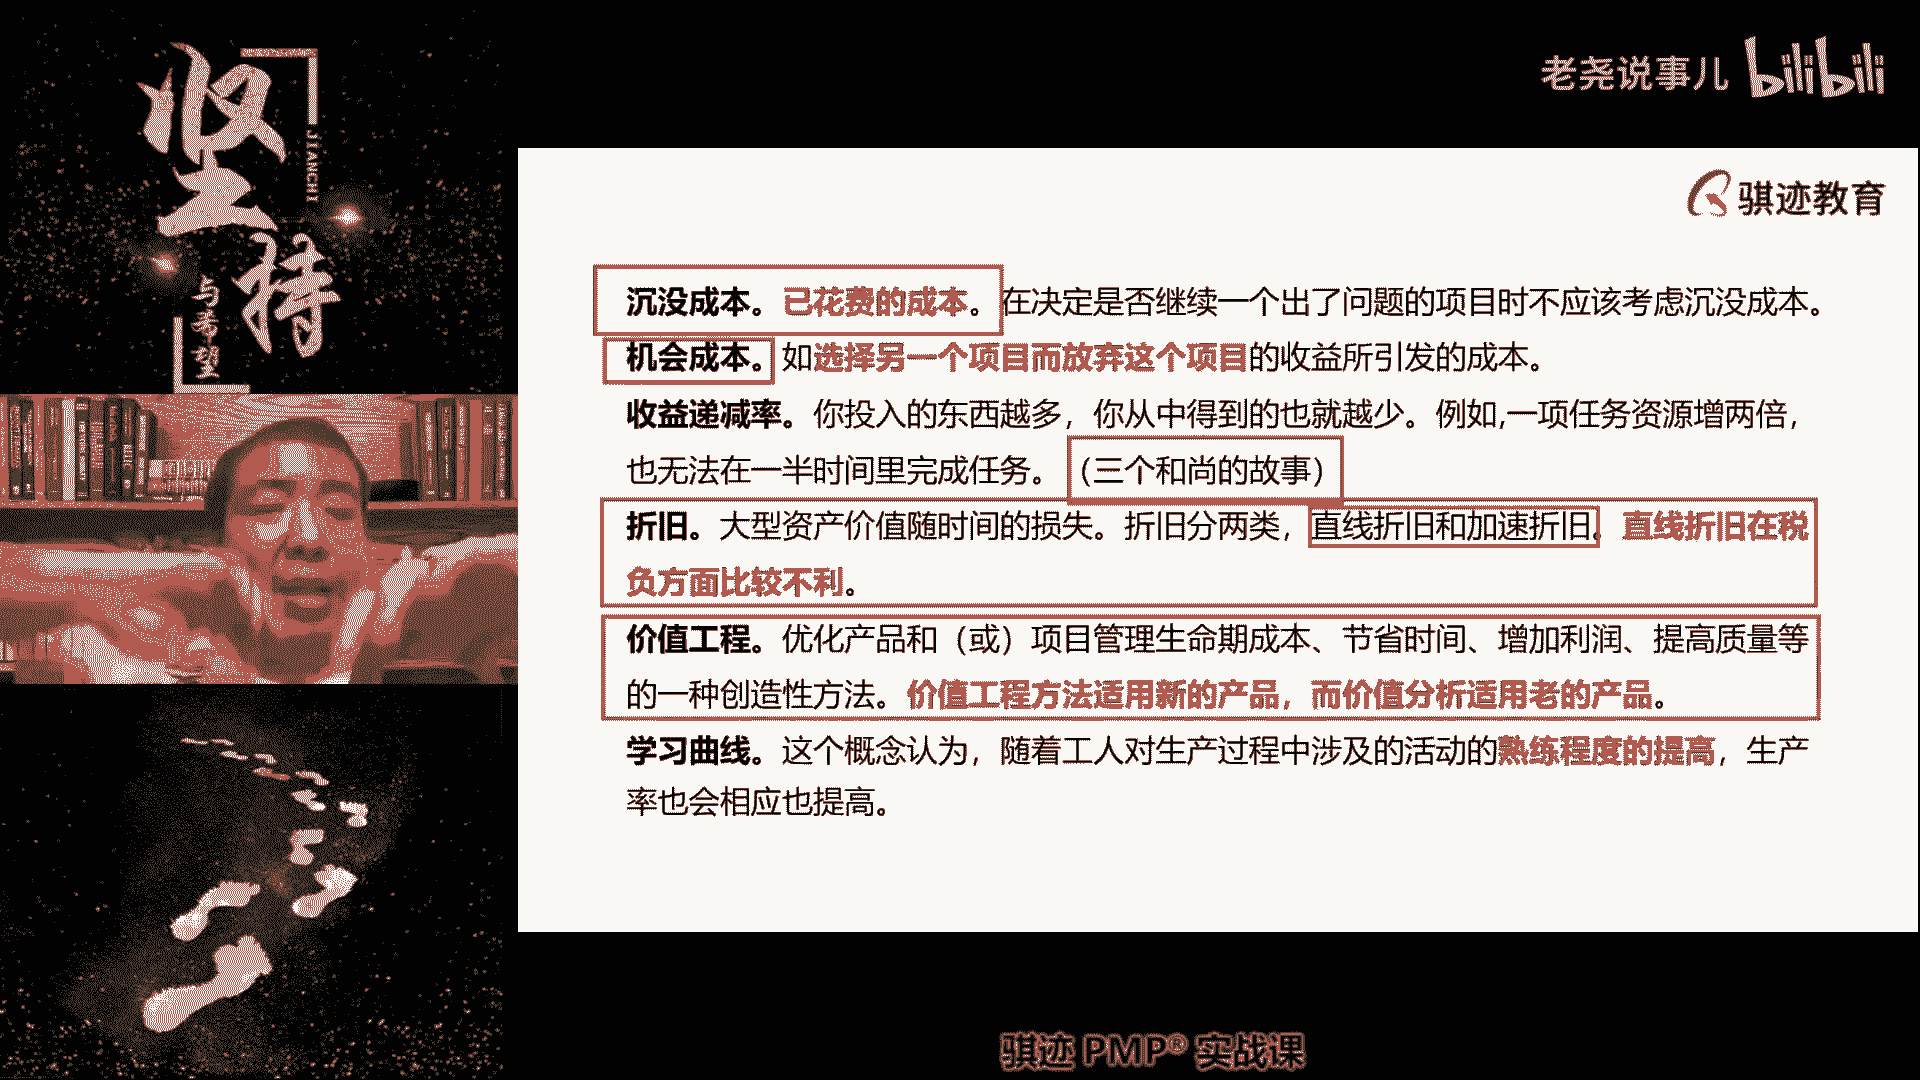 坚持
JIANCHI
与希望
老尧说事儿 bilibili
骐迹教育
沉没成本。已花费的成本。在决定是否继续一个出了问题的项目时不应该考虑沉没成本。
机会成本。如选择另一个项目而放弃这个项目的收益所引发的成本。
收益递减率。你投入的东西越多，你从中得到的也就越少。例如,一项任务资源增两倍，
也无法在一半时间里完成任务。（三个和尚的故事）
折旧。大型资产价值随时间的损失。折旧分两类，直线折旧和加速折旧。直线折旧在税
负方面比较不利。
价值工程。优化产品和（或）项目管理生命期成本、节省时间、增加利润、提高质量等
的一种创造性方法。价值工程方法适用新的产品，而价值分析适用老的产品。
学习曲线。这个概念认为，随着工人对生产过程中涉及的活动的熟练程度的提高，生产
率也会相应也提高。
骐迹 PMP® 实战课